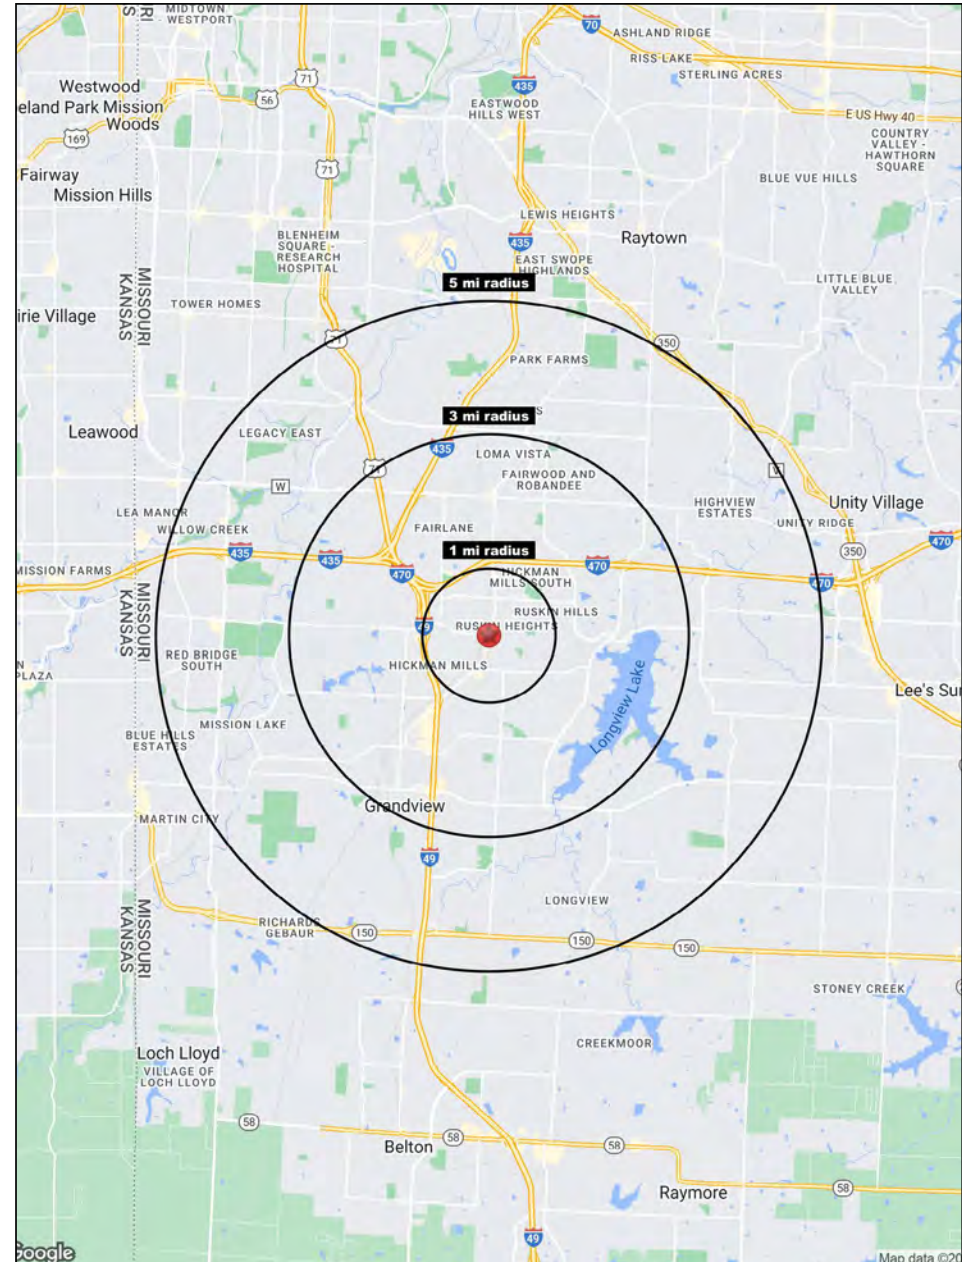 MIDTOWN
- WESTPORT
RI
S
70
ASHLAND RIDGE
RISS LAKE
STERLING ACRES
71
435
Westwood
eland Park
Mission
Woods
56
EASTWOOD
HILLS WEST
E US Hwy 40
169
COUNTRY
VALLEY -
HAWTHORN
SQUARE
71
Fairway
Mission Hills
BLUE VUE HILLS
LEWIS HEIGHTS
BLENHEIM
SQUARE -
RESEARCH
HOSPITAL
435
Raytown
EAST SWOPE
HIGHLANDS
MISSOURI
KANSAS
5 mi radius
LITTLE BLUE
VALLEY
TOWER HOMES
irie Village
71
350
PARK FARMS
3 mi radius
S
Leawood
LEGACY EAST
435
LOMA VISTA
71
FAIRWOOD AND
ROBANDEE
W
W
HIGHVIEW
ESTATES
Unity Village
LEA MANOR
WILLOW CREEK
FAIRLANE
UNITY RIDGE
435
435
1 mi radius
350
470
MISSION FARMS
470
470
HICKMAN
MILLS SOUTH
470
MISSOURI
KANSAS
RUSKIN HILLS
49
RUSKIN HEIGHTS
N
PLAZA
RED BRIDGE
SOUTH
HICKMAN MILLS
Longview Lake
Lee's Su
MISSION LAKE
BLUE HILLS
ESTATES
Grandview
MARTIN CITY
49
MISSOURI
KANSAS
LONGVIEW
RICHARDS
GEBAUR
150
150
150
STONEY CREEK
Loch Lloyd
VILLAGE OF
LOCH LLOYD
CREEKMOOR
58
Belton
58
58
Raymore
58
49
Google
Map data ©20